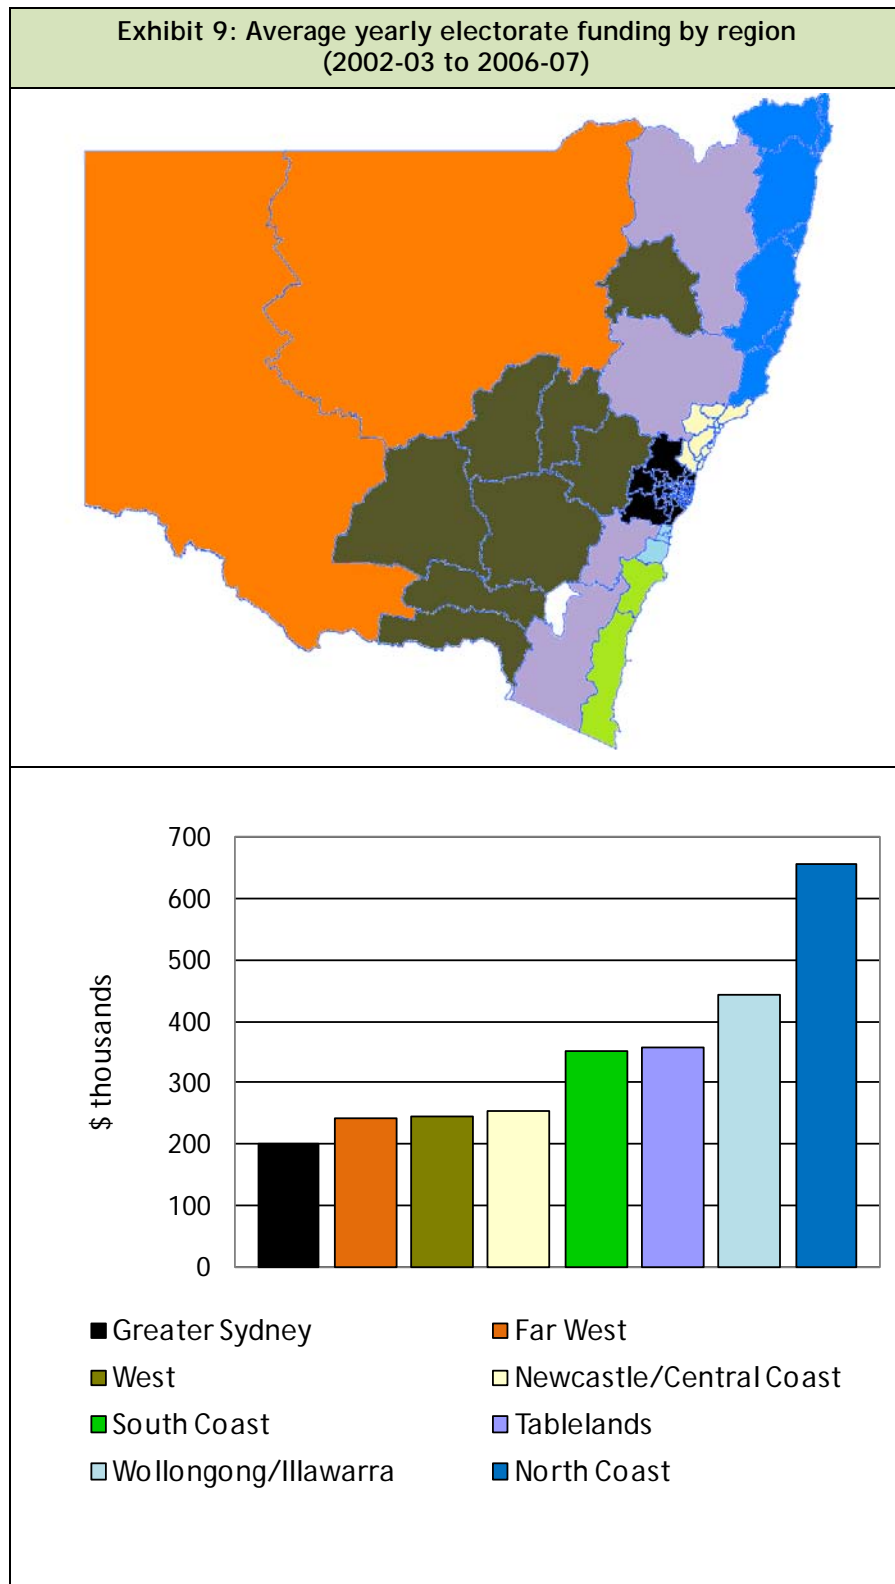 Exhibit 9: Average yearly electorate funding by region
(2002-03 to 2006-07)
700
600
500
400
300
200
100
0
$ thousands
Greater Sydney
Far West
West
Newcastle/Central Coast
South Coast
Tablelands
Wollongong/Illawarra
North Coast